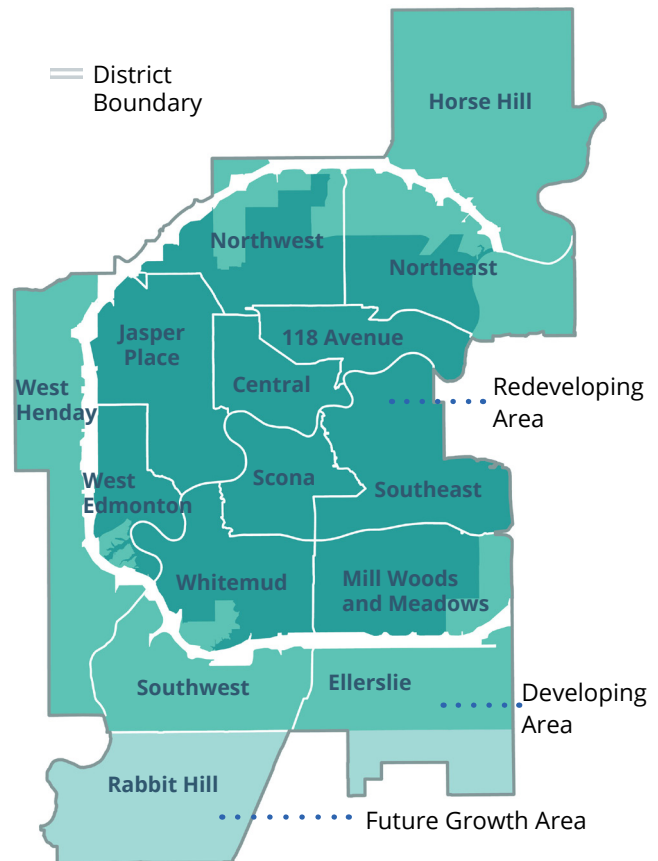 District
Boundary
Horse Hill
Northwest
Northeast
Jasper
Place
118 Avenue
Central
West
Henday
Redeveloping
Area
West
Edmonton
Scona
Southeast
Whitemud
Mill Woods
and Meadows
Southwest
Ellerslie
Developing
Area
Rabbit Hill
Future Growth Area